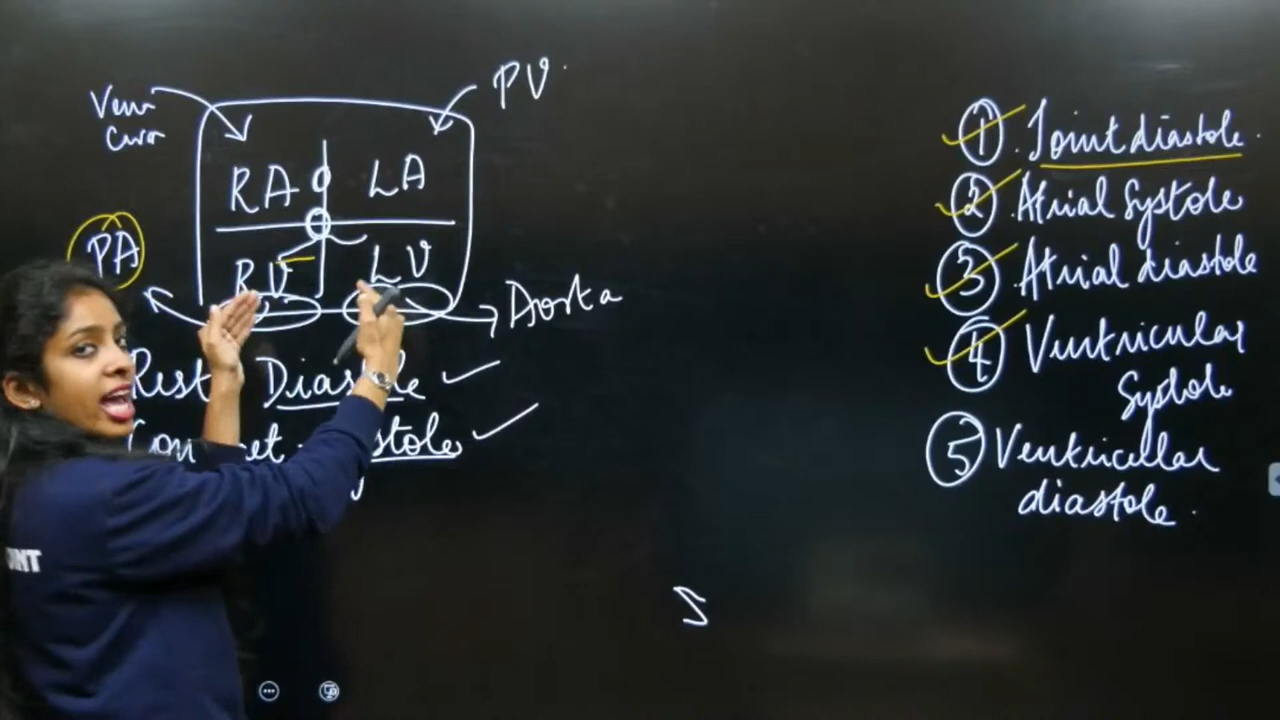 PV
Vena
Cava
RA LA
PA
RV LV
Aorta
Rest Diastole
stole
① Joint diastole.
② Atrial Systole
③ Atrial diastole
④ Ventricular
Systole
⑤ Ventricular
diastole.
INT